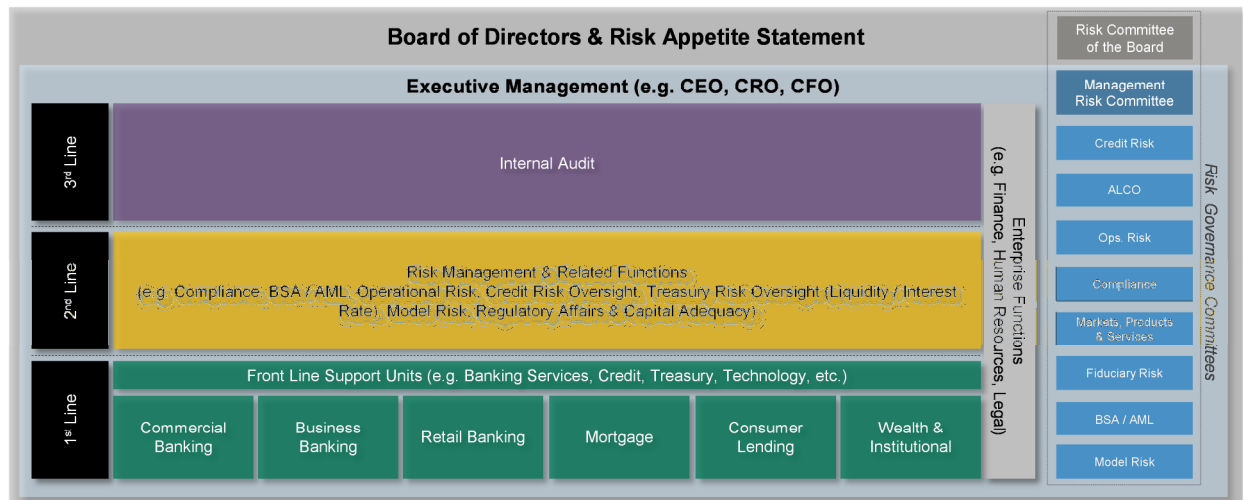 Board of Directors & Risk Appetite Statement
Executive Management (e.g. CEO, CRO, CFO)
3rd Line
Internal Audit
2nd Line
Risk Management & Related Functions
(e.g. Compliance, BSA / AML, Operational Risk, Credit Risk Oversight, Treasury Risk Oversight (Liquidity / Interest
Rate), Model Risk, Regulatory Affairs & Capital Adequacy)
1st Line
Front Line Support Units (e.g. Banking Services, Credit, Treasury, Technology, etc.)
Commercial
Banking
Business
Banking
Retail Banking
Mortgage
Consumer
Lending
Wealth &
Institutional
Enterprise Functions
(e.g. Finance, Human Resources, Legal)
Risk Committee
of the Board
Management
Risk Committee
Credit Risk
ALCO
Ops. Risk
Compliance
Markets, Products
& Services
Fiduciary Risk
BSA / AML
Model Risk
Risk Governance Committees